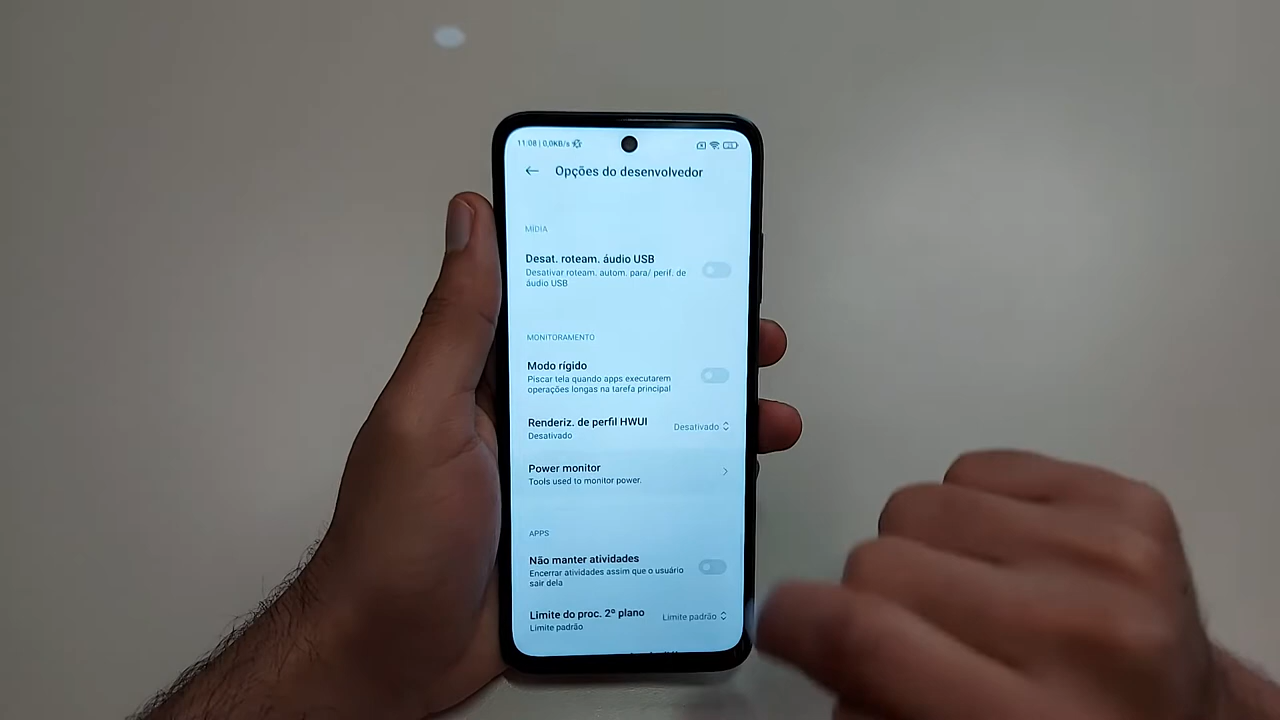 11:08 | 0,0KB/s
Opções do desenvolvedor
MÍDIA
Desat. roteam. áudio USB
Desativar roteam. autom. para/ perif. de
áudio USB
MONITORAMENTO
Modo rígido
Piscar tela quando apps executarem
operações longas na tarefa principal
Renderiz. de perfil HWUI
Desativado
Desativado
Power monitor
Tools used to monitor power.
APPS
Não manter atividades
Encerrar atividades assim que o usuário
sair dela
Limite do proc. 2º plano
Limite padrão
Limite padrão